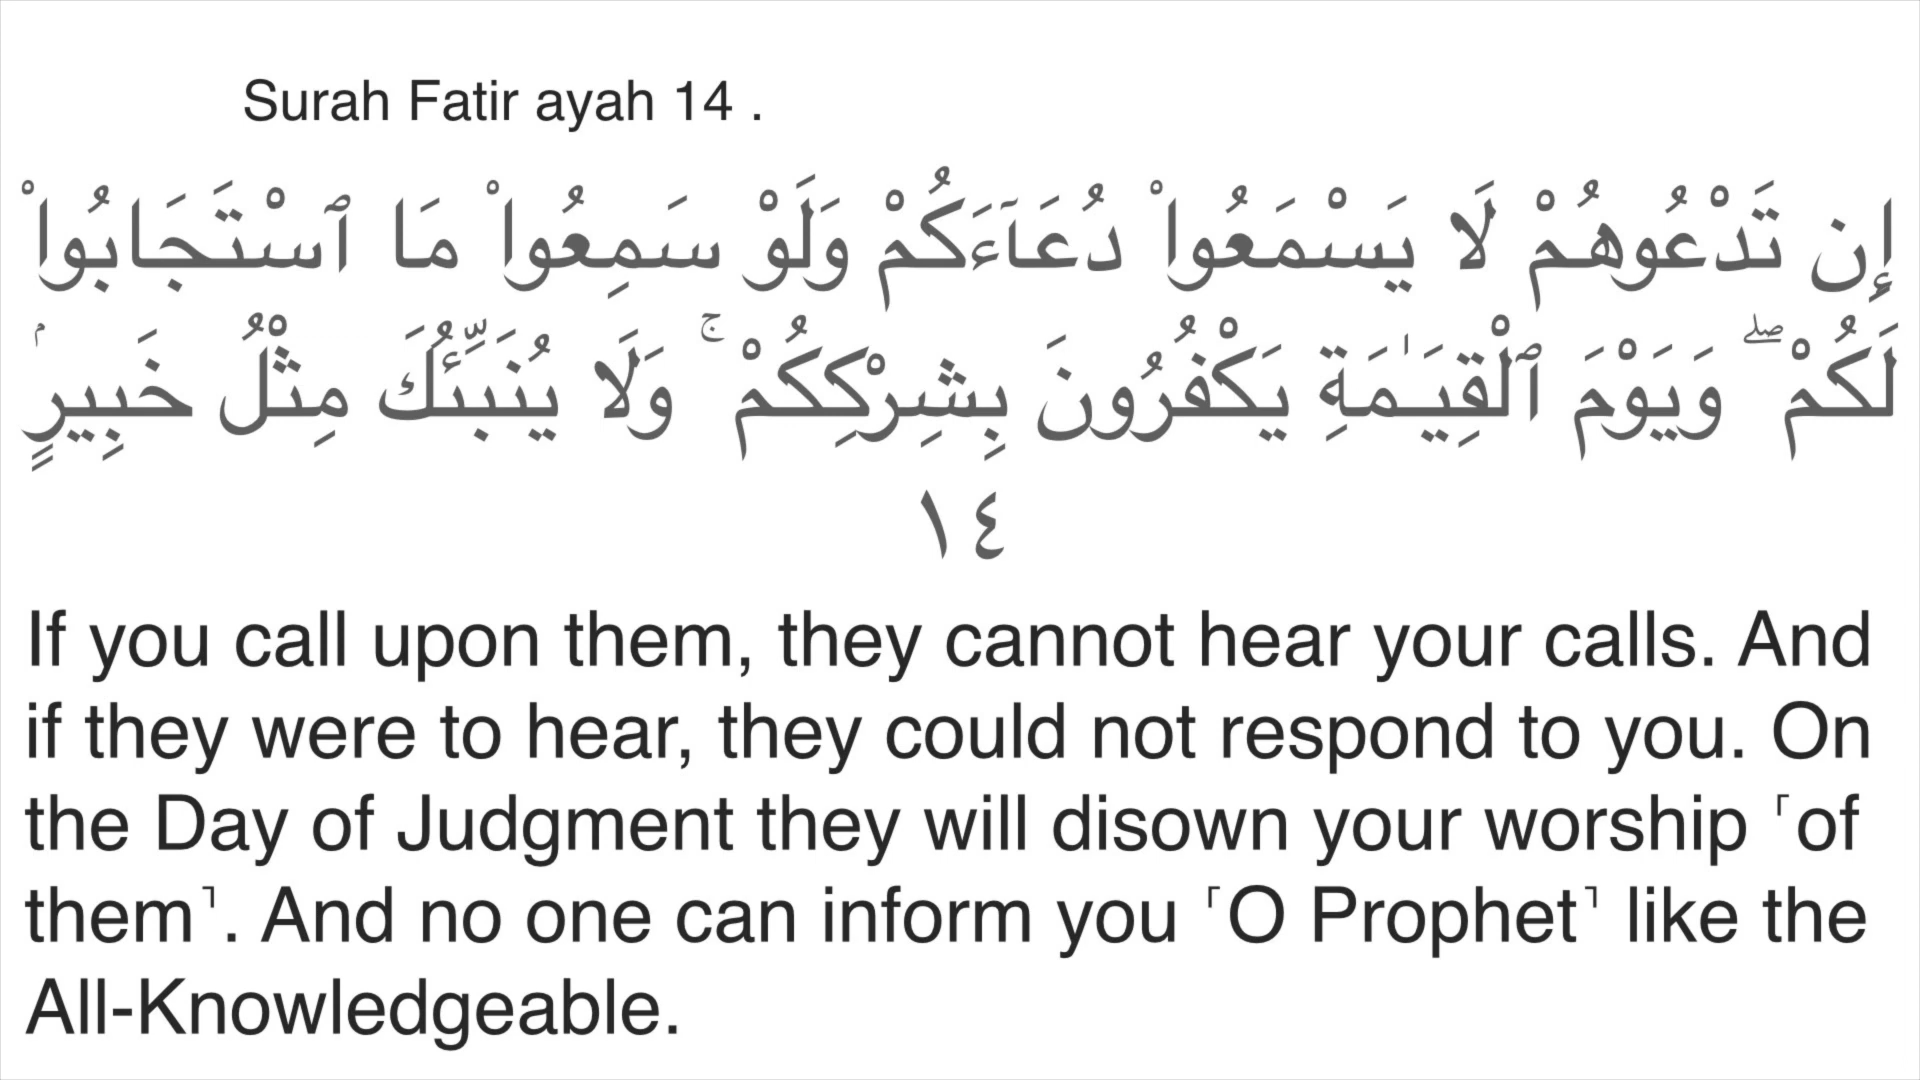 Surah Fatir ayah 14 .
إِن تَدْعُوهُمْ لَا يَسْمَعُوا۟ دُعَآءَكُمْ وَلَوْ سَمِعُوا۟ مَا ٱسْتَجَابُوا۟
لَكُمْ ۖ وَيَوْمَ ٱلْقِيَـٰمَةِ يَكْفُرُونَ بِشِرْكِكُمْ ۚ وَلَا يُنَبِّئُكَ مِثْلُ خَبِيرٍۢ
١٤
If you call upon them, they cannot hear your calls. And
if they were to hear, they could not respond to you. On
the Day of Judgment they will disown your worship ˹of
them˺. And no one can inform you ˹O Prophet˺ like the
All-Knowledgeable.